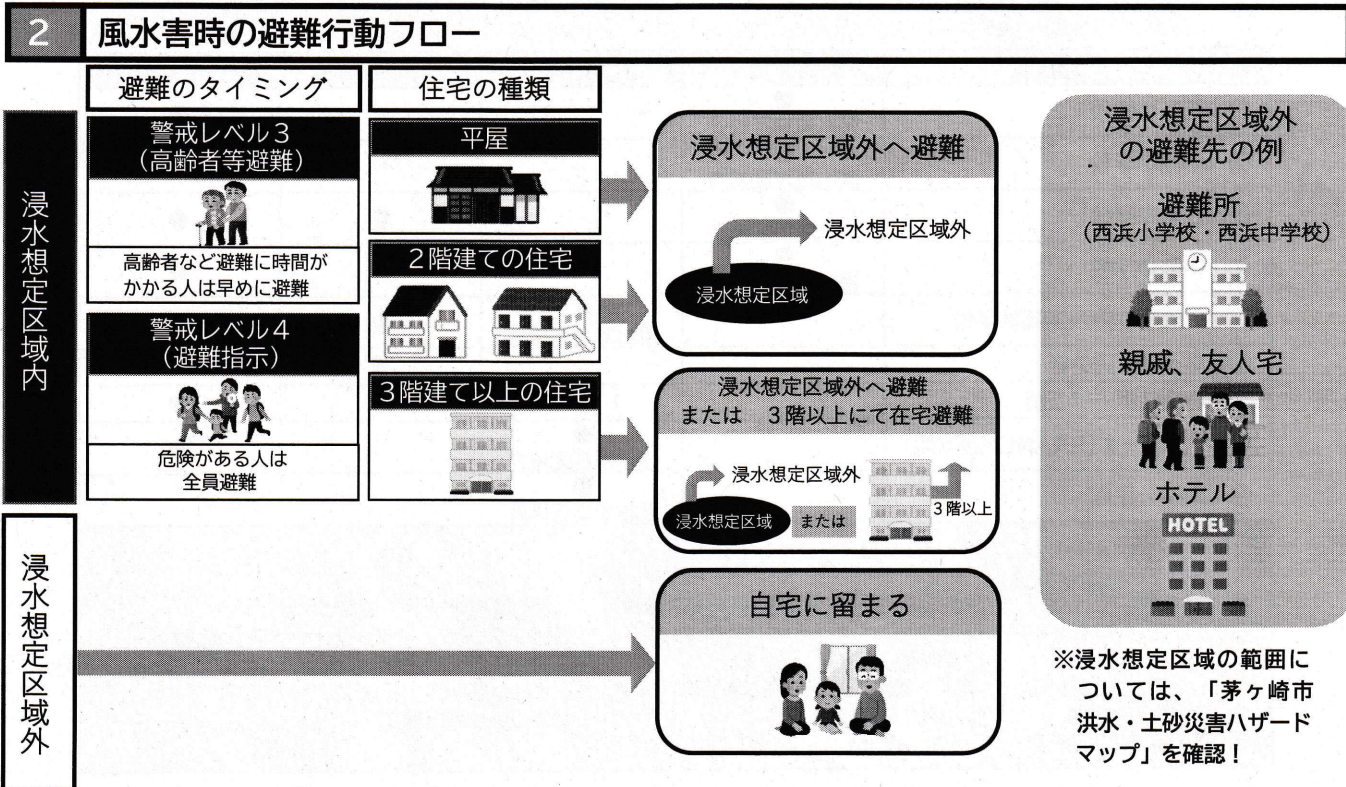 2 風水害時の避難行動フロー
避難のタイミング
住宅の種類
浸水想定区域内
警戒レベル3
(高齢者等避難)
高齢者など避難に時間が
かかる人は早めに避難
警戒レベル4
(避難指示)
危険がある人は
全員避難
平屋
2階建ての住宅
3階建て以上の住宅
浸水想定区域外へ避難
浸水想定区域外
浸水想定区域
浸水想定区域外へ避難
または 3階以上にて在宅避難
浸水想定区域外
浸水想定区域
または
3階以上
浸水想定区域外
自宅に留まる
浸水想定区域外
の避難先の例
避難所
(西浜小学校・西浜中学校)
親戚、友人宅
ホテル
HOTEL
※浸水想定区域の範囲に
ついては、「茅ヶ崎市
洪水・土砂災害ハザード
マップ」を確認!